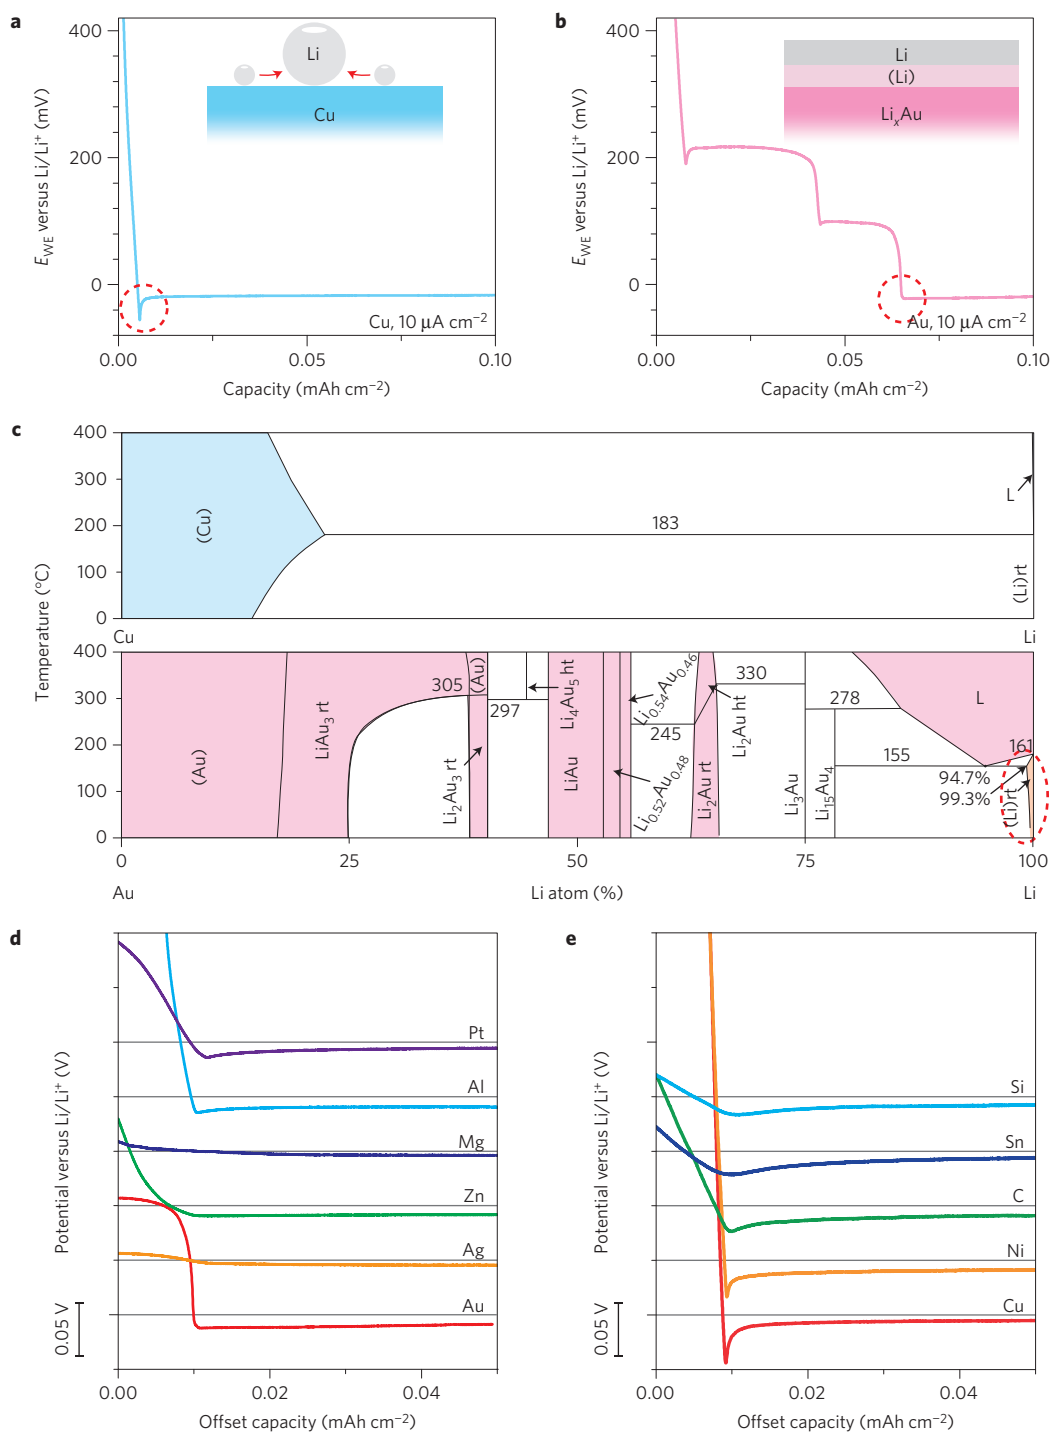 a
400
200
0
E_WE versus Li/Li⁺ (mV)
Li
Cu
Cu, 10 μA cm⁻²
0.00
0.05
0.10
Capacity (mAh cm⁻²)
b
400
200
0
E_WE versus Li/Li⁺ (mV)
Li
(Li)
LiₓAu
Au, 10 μA cm⁻²
0.00
0.05
0.10
Capacity (mAh cm⁻²)
c
Temperature (°C)
400
300
200
100
0
(Cu)
183
L
(Li)rt
Cu
Li
400
300
200
100
0
(Au)
LiAu₃ rt
305
Li₂Au₃ rt
(Au)
297
Li₄Au₅ ht
LiAu
Li₀.₅₄Au₀.₄₆
245
Li₀.₅₂Au₀.₄₈
Li₂Au rt
Li₂Au ht
330
Li₃Au
Li₁₅Au₄
278
155
L
161
94.7%
99.3%
(Li)rt
0
25
50
75
100
Au
Li atom (%)
Li
d
Potential versus Li/Li⁺ (V)
0.05 V
Pt
Al
Mg
Zn
Ag
Au
0.00
0.02
0.04
Offset capacity (mAh cm⁻²)
e
Potential versus Li/Li⁺ (V)
0.05 V
Si
Sn
C
Ni
Cu
0.00
0.02
0.04
Offset capacity (mAh cm⁻²)